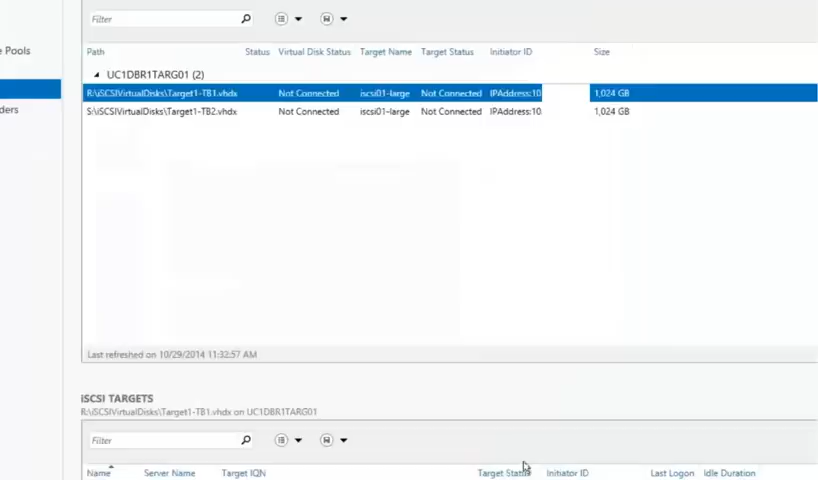 Filter
e Pools
Path Status Virtual Disk Status Target Name Target Status Initiator ID Size
UC1DBR1TARG01 (2)
R:\iSCSIVirtualDisks\Target1-TB1.vhdx Not Connected iscsi01-large Not Connected IPAddress:10 1,024 GB
ders
S:\iSCSIVirtualDisks\Target1-TB2.vhdx Not Connected iscsi01-large Not Connected IPAddress:10 1,024 GB
Last refreshed on 10/29/2014 11:32:57 AM
iSCSI TARGETS
R:\iSCSIVirtualDisks\Target1-TB1.vhdx on UC1DBR1TARG01
Filter
Name Server Name Target IQN Target Status Initiator ID Last Logon Idle Duration